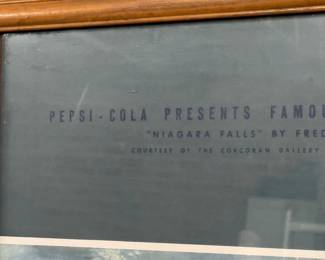 PEPSI-COLA PRESENTS FAMOU
"NIAGARA FALLS" BY FRED
COURTESY OF THE CORCORAN GALLERY